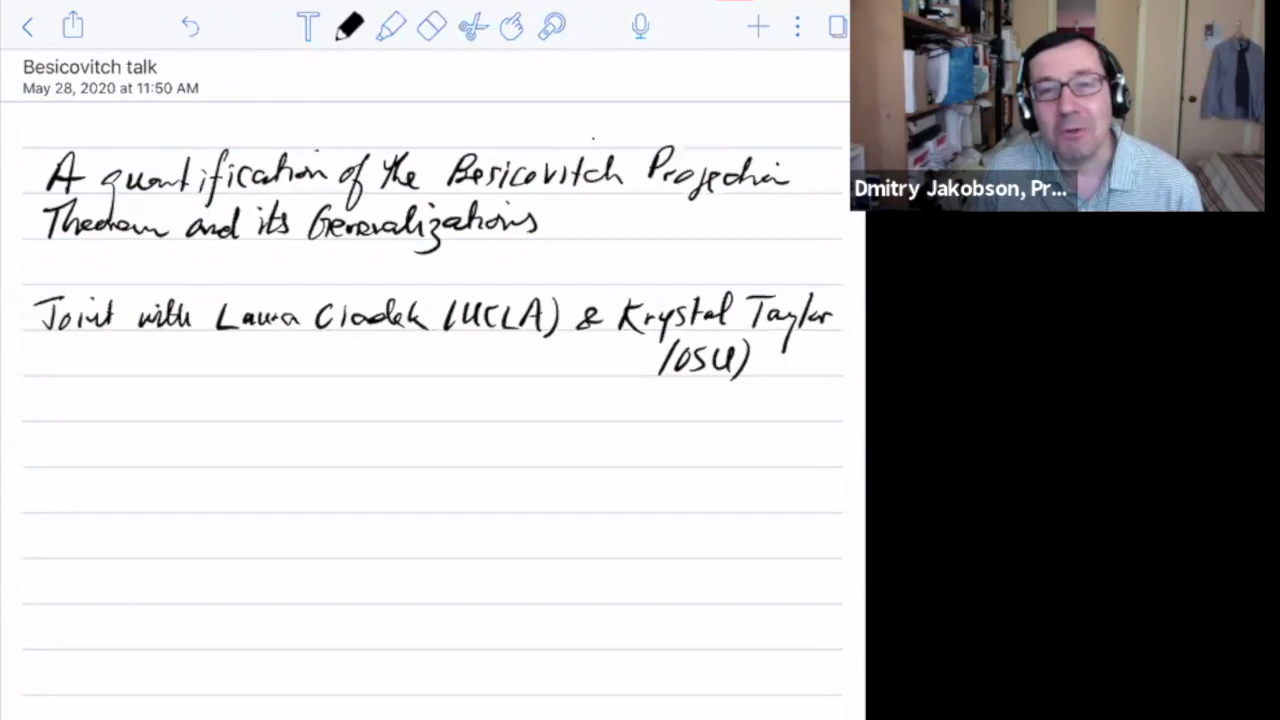 Besicovitch talk
May 28, 2020 at 11:50 AM
A quantification of the Besicovitch Projection
Theorem and its Generalizations
Joint with Laura Cladek (UCLA) & Krystal Taylor
(OSU)
Dmitry Jakobson, Pr...